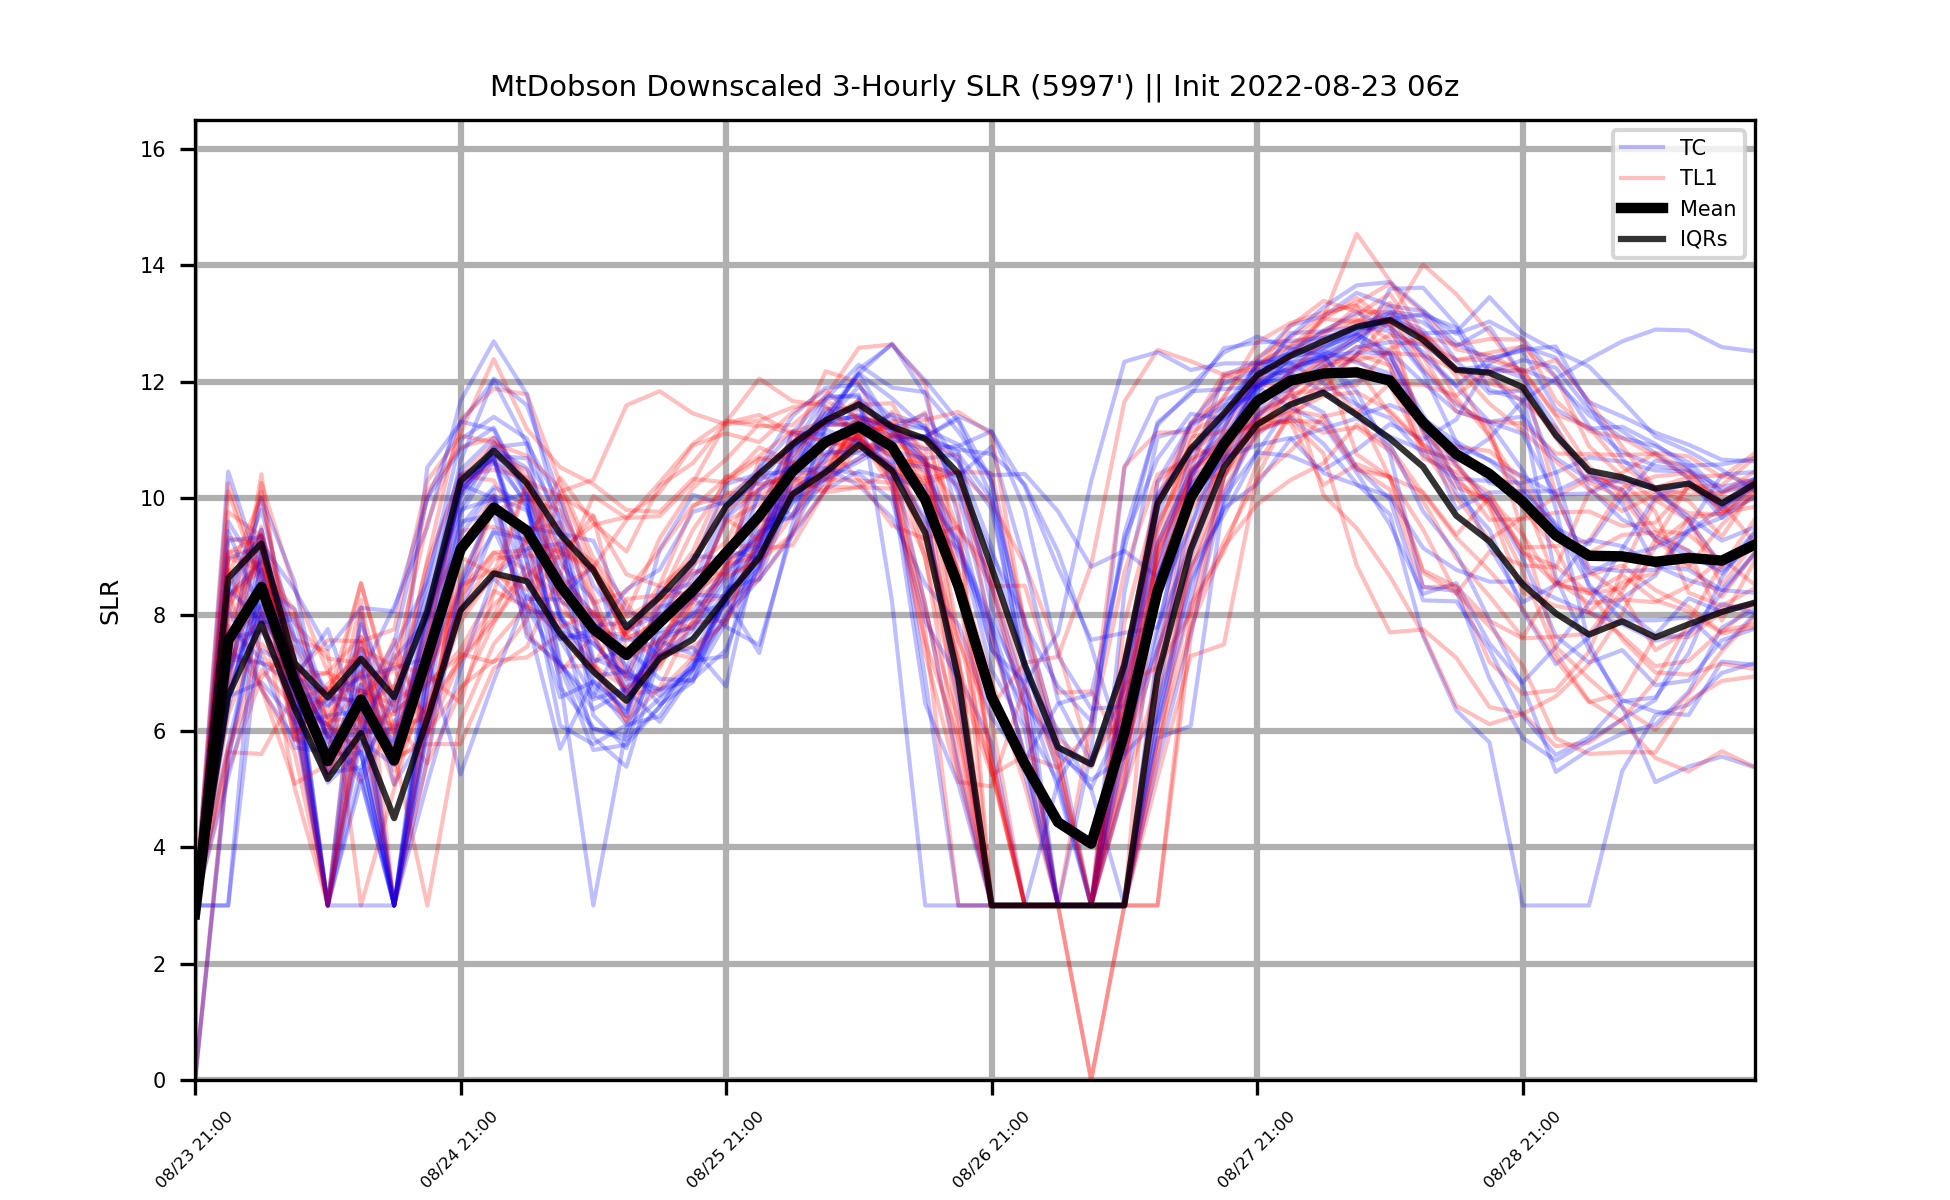 MtDobson Downscaled 3-Hourly SLR (5997') || Init 2022-08-23 06z
TC
TL1
Mean
IQRs
SLR
16
14
12
10
8
6
4
2
0
08/23 21:00
08/24 21:00
08/25 21:00
08/26 21:00
08/27 21:00
08/28 21:00